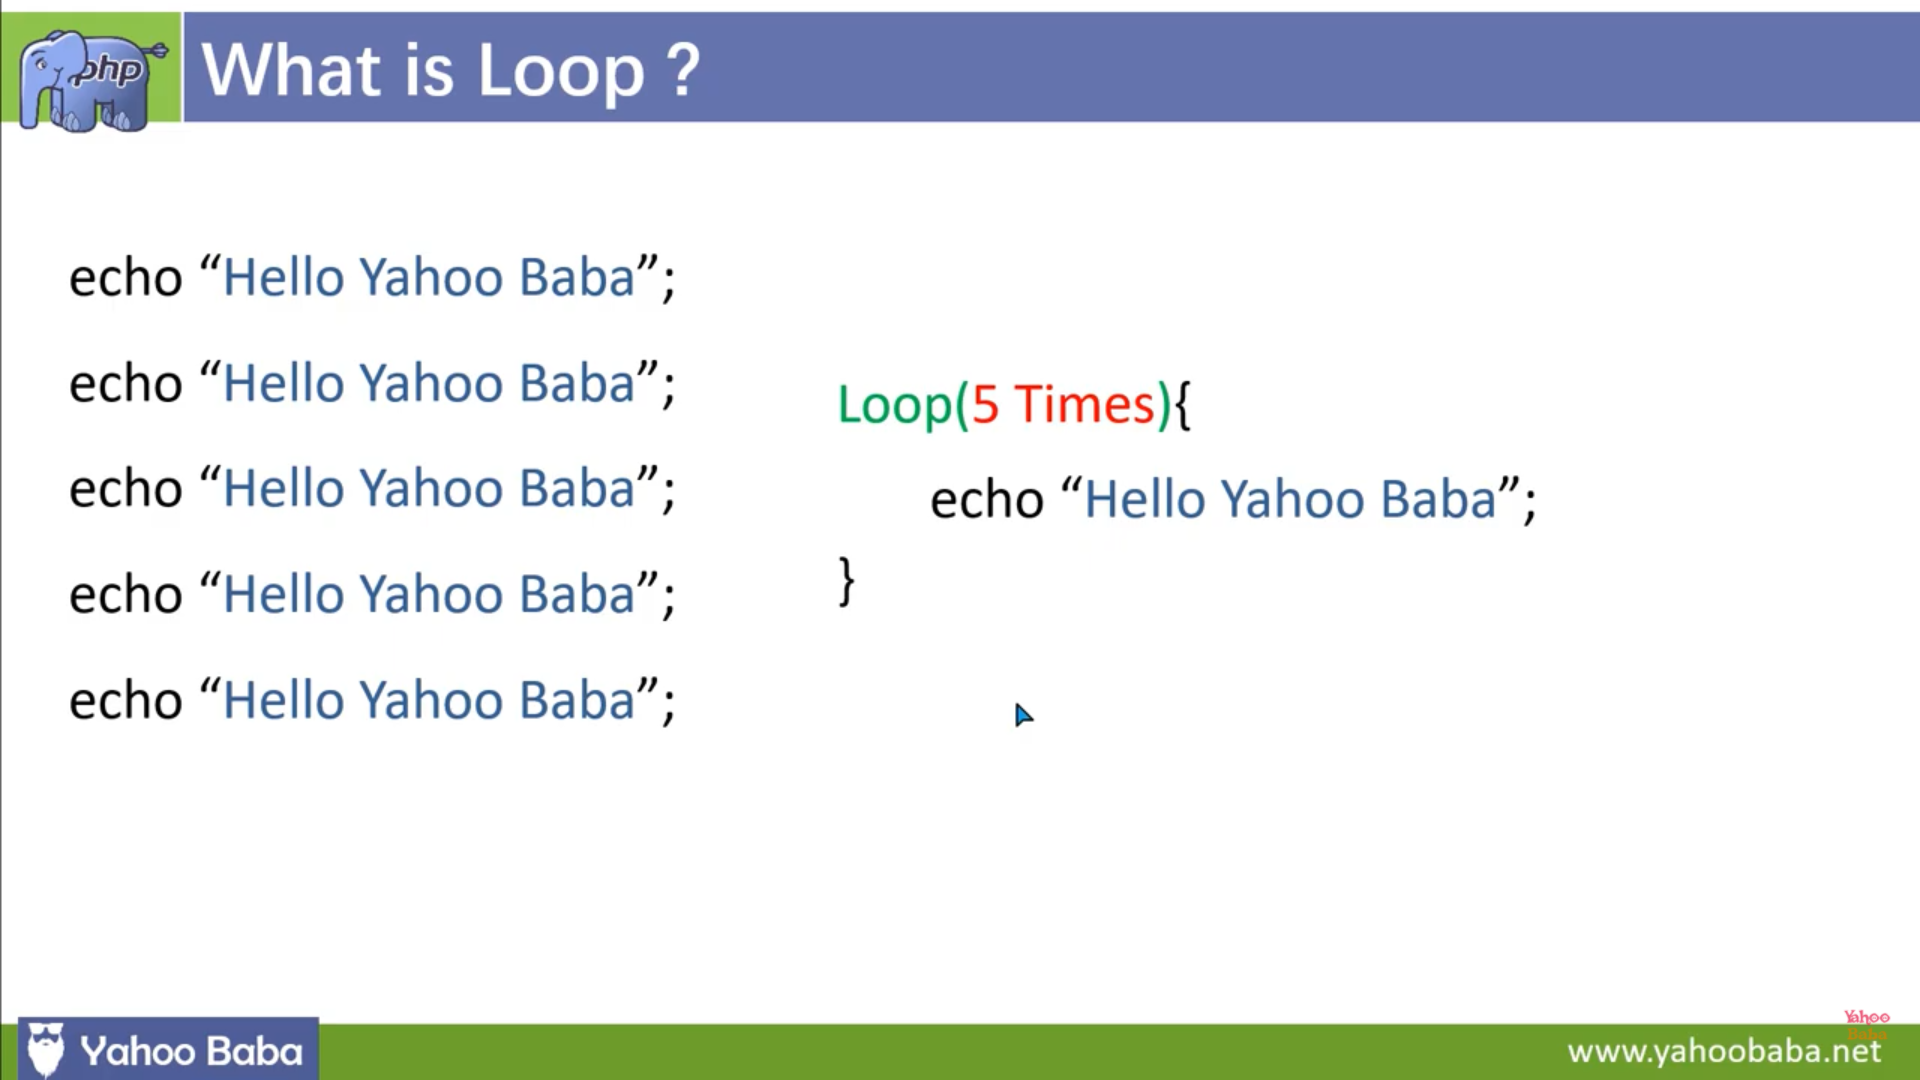 php
What is Loop ?
echo “Hello Yahoo Baba”;
echo “Hello Yahoo Baba”;
echo “Hello Yahoo Baba”;
echo “Hello Yahoo Baba”;
echo “Hello Yahoo Baba”;
Loop(5 Times){
echo “Hello Yahoo Baba”;
}
Yahoo Baba
Yahoo
Baba
www.yahoobaba.net